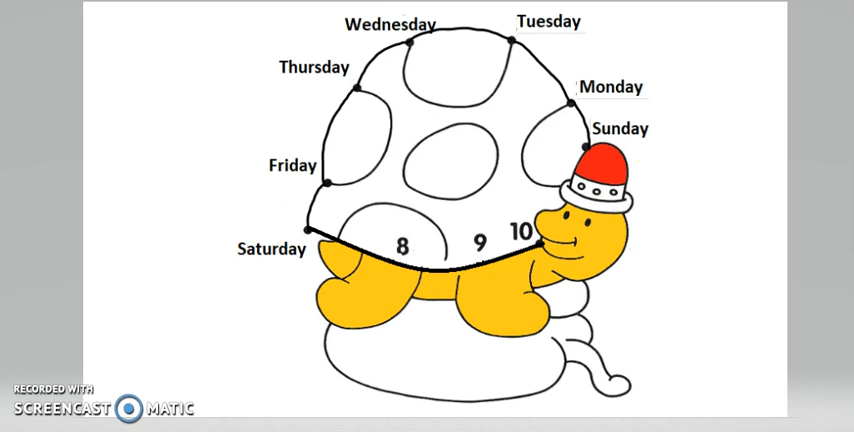 Wednesday
Tuesday
Thursday
Monday
Sunday
Friday
Saturday
8
9
10
RECORDED WITH
SCREENCAST MATIC